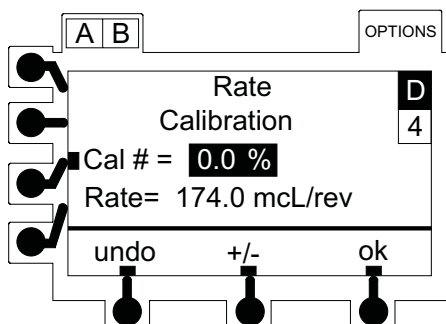 A B
OPTIONS
Rate
D
Calibration
4
Cal # = 0.0 %
Rate= 174.0 mcL/rev
undo +/- ok